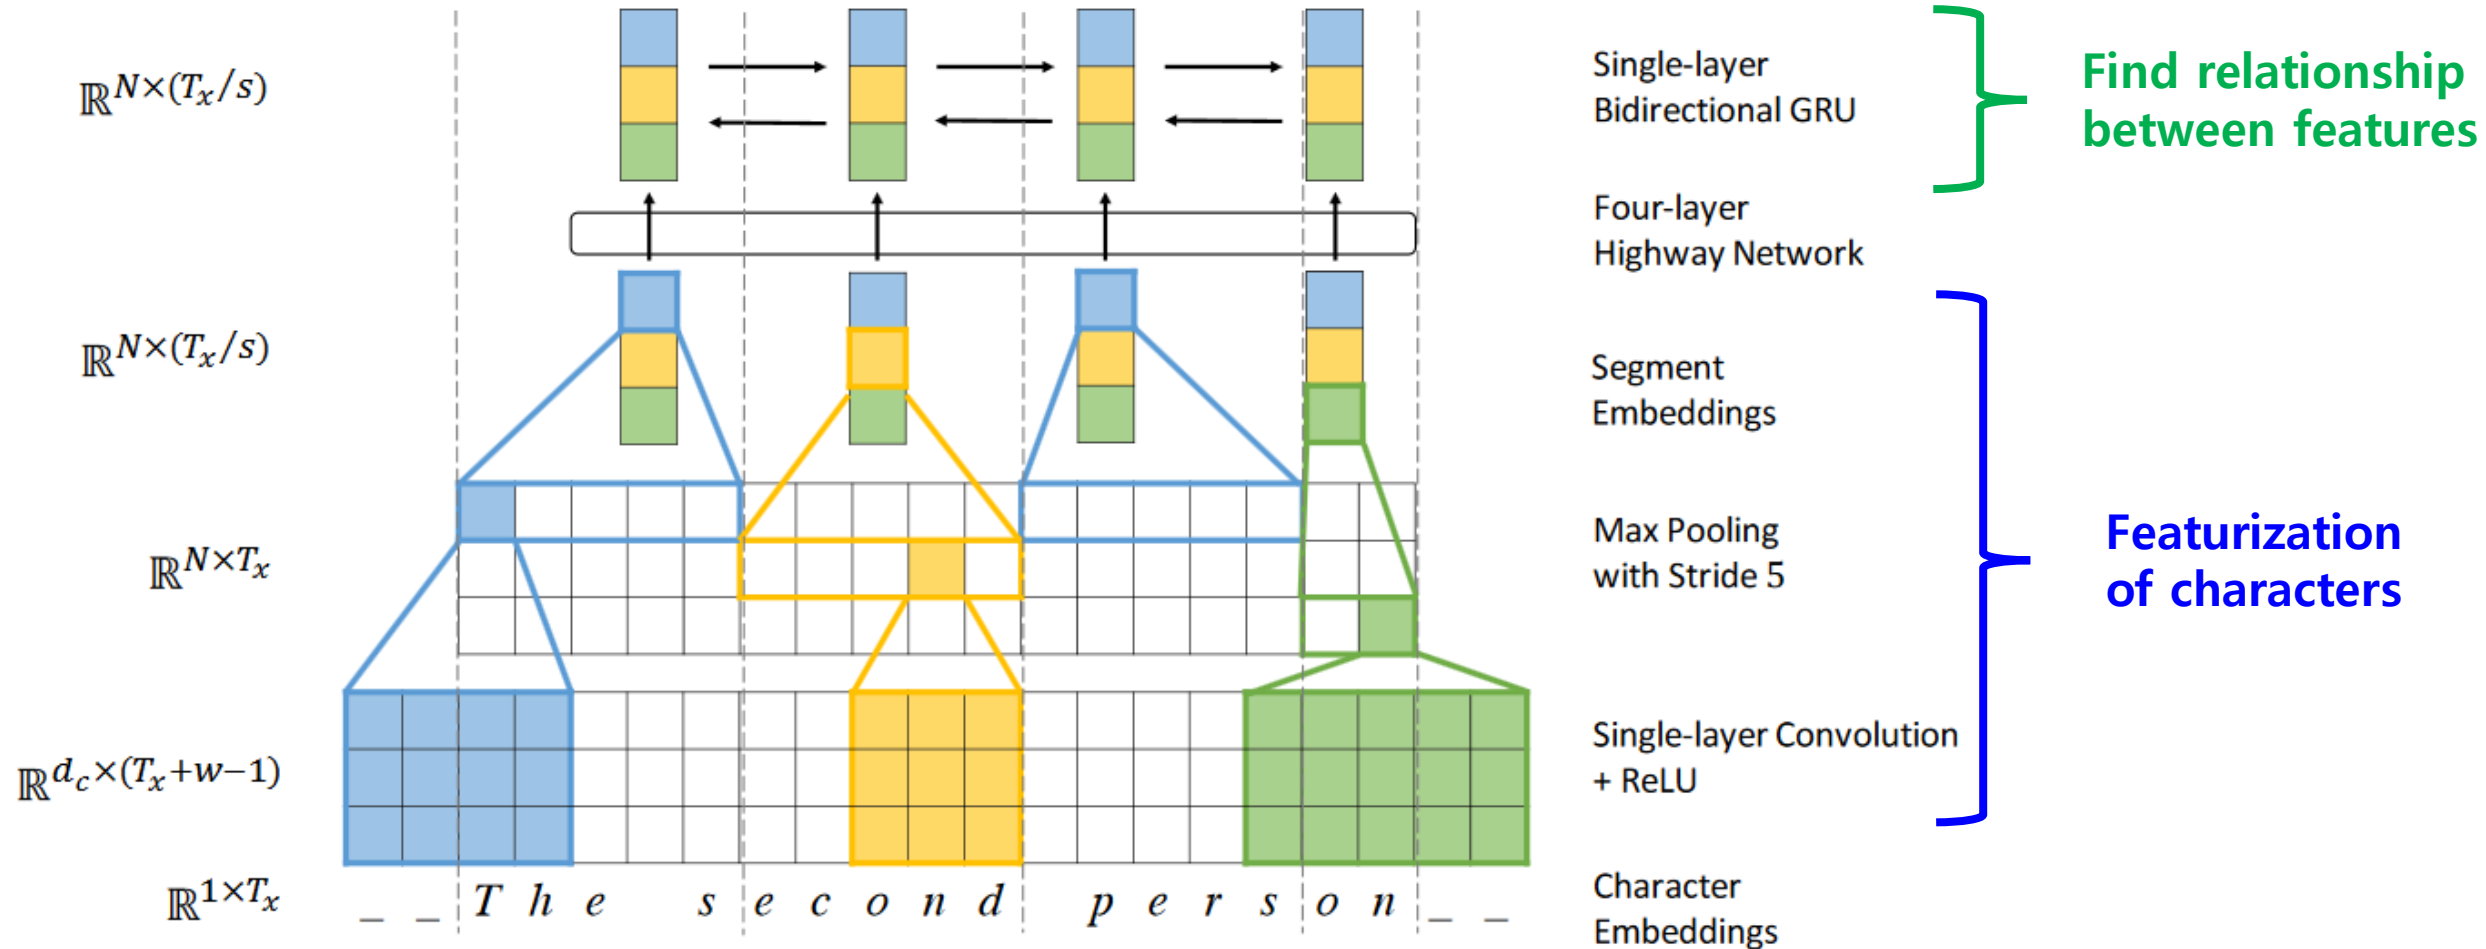 ℝ^{N×(T_x/s)}
Single-layer
Bidirectional GRU
Find relationship
between features
Four-layer
Highway Network
ℝ^{N×(T_x/s)}
Segment
Embeddings
ℝ^{N×T_x}
Max Pooling
with Stride 5
Featurization
of characters
ℝ^{d_c×(T_x+w−1)}
Single-layer Convolution
+ ReLU
ℝ^{1×T_x}
_ _ T h e s e c o n d p e r s o n _ _
Character
Embeddings